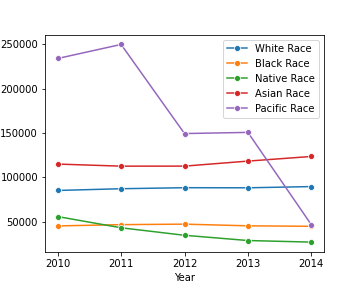 250000
200000
150000
100000
50000
White Race
Black Race
Native Race
Asian Race
Pacific Race
2010 2011 2012 2013 2014
Year